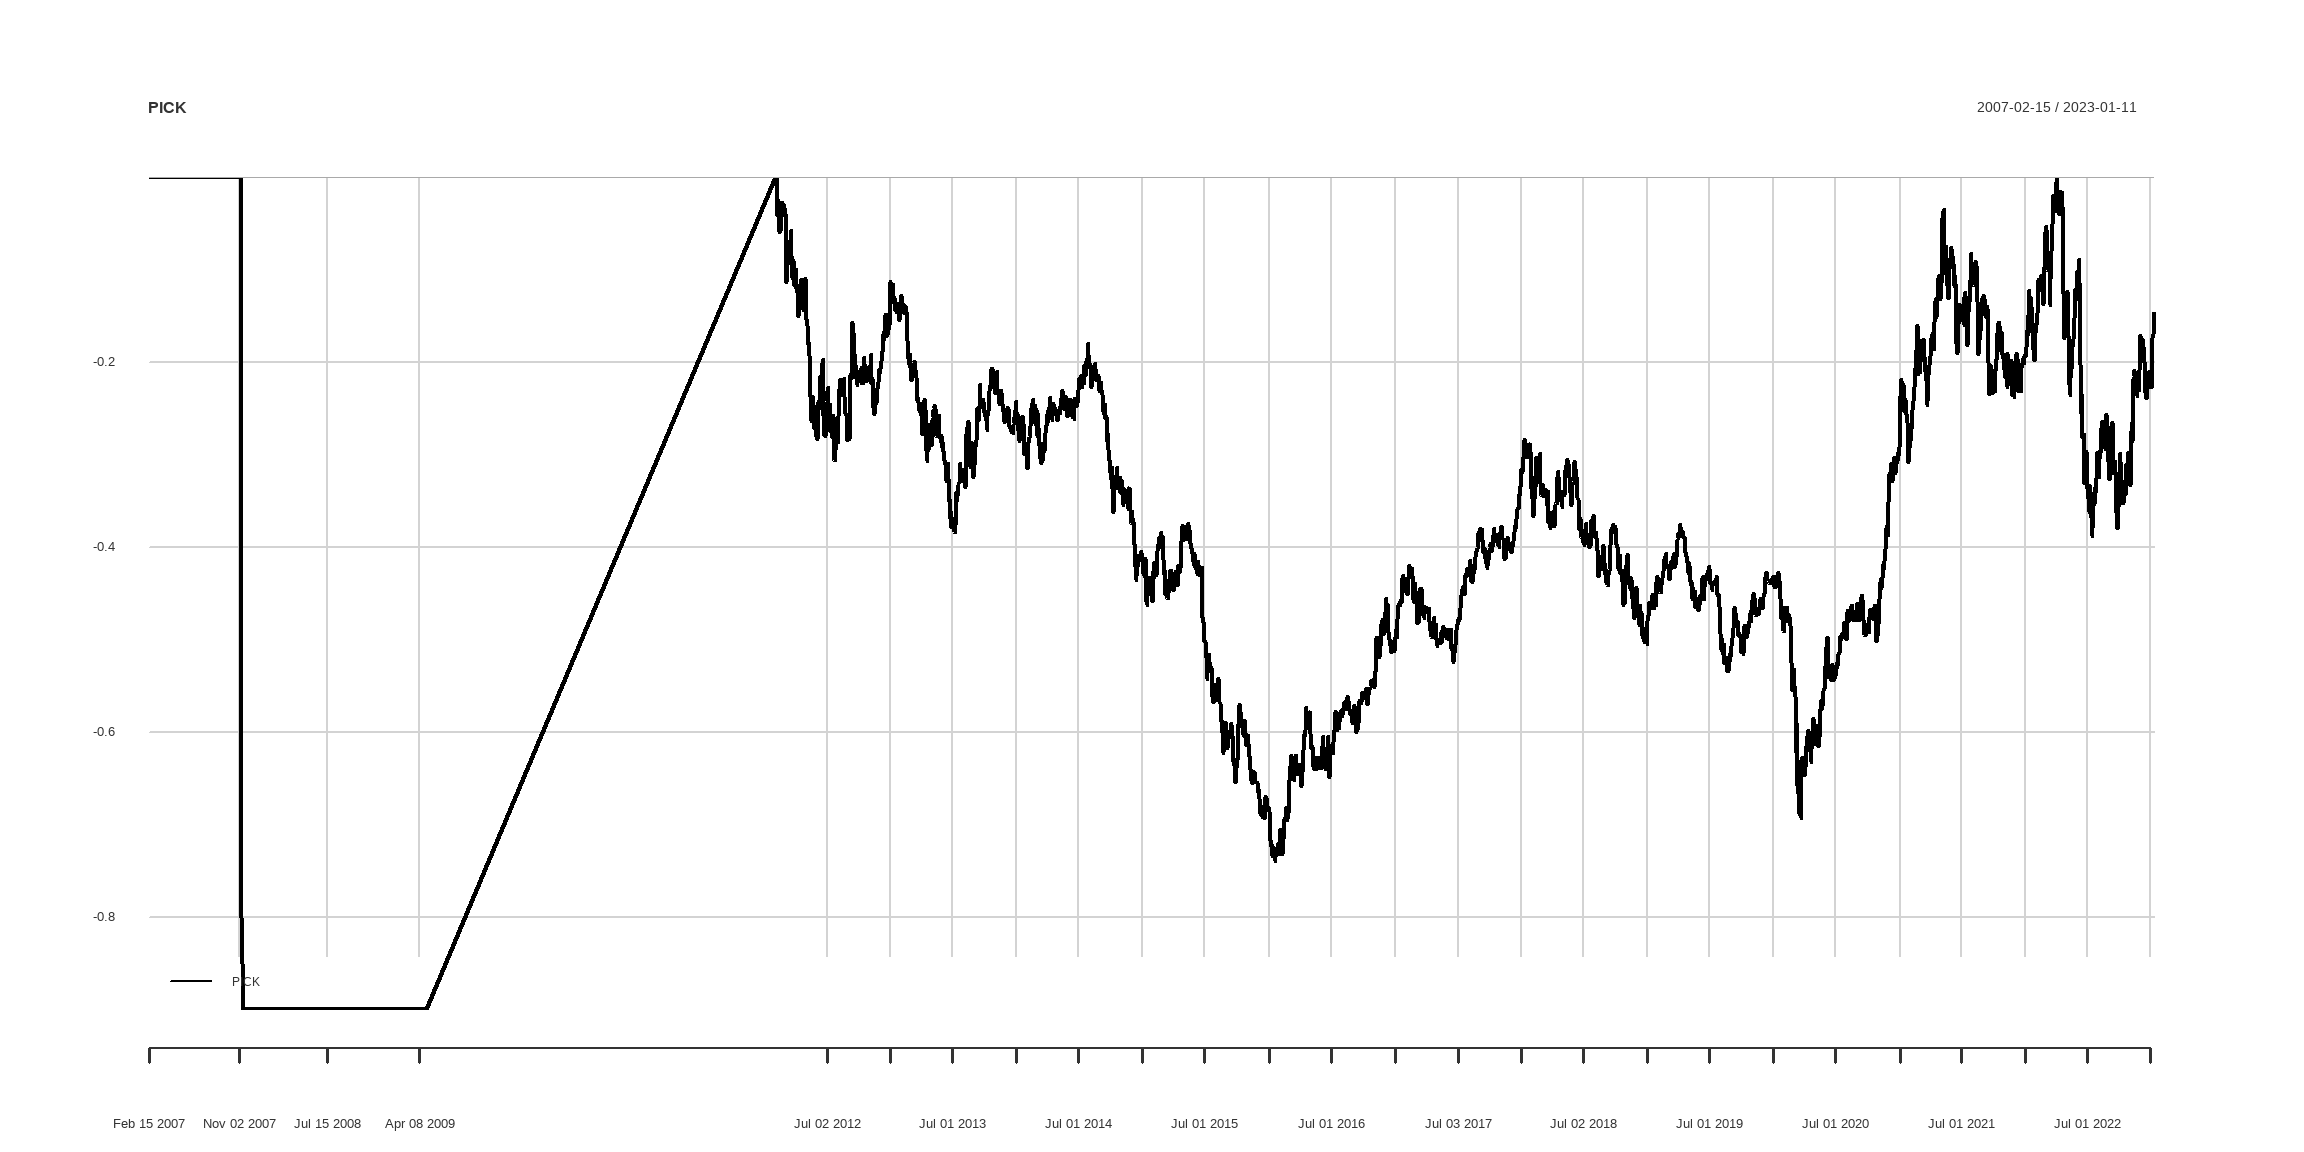 PICK 2007-02-15 / 2023-01-11
-0.2
-0.4
-0.6
-0.8
PICK
Feb 15 2007 Nov 02 2007 Jul 15 2008 Apr 08 2009 Jul 02 2012 Jul 01 2013 Jul 01 2014 Jul 01 2015 Jul 01 2016 Jul 03 2017 Jul 02 2018 Jul 01 2019 Jul 01 2020 Jul 01 2021 Jul 01 2022